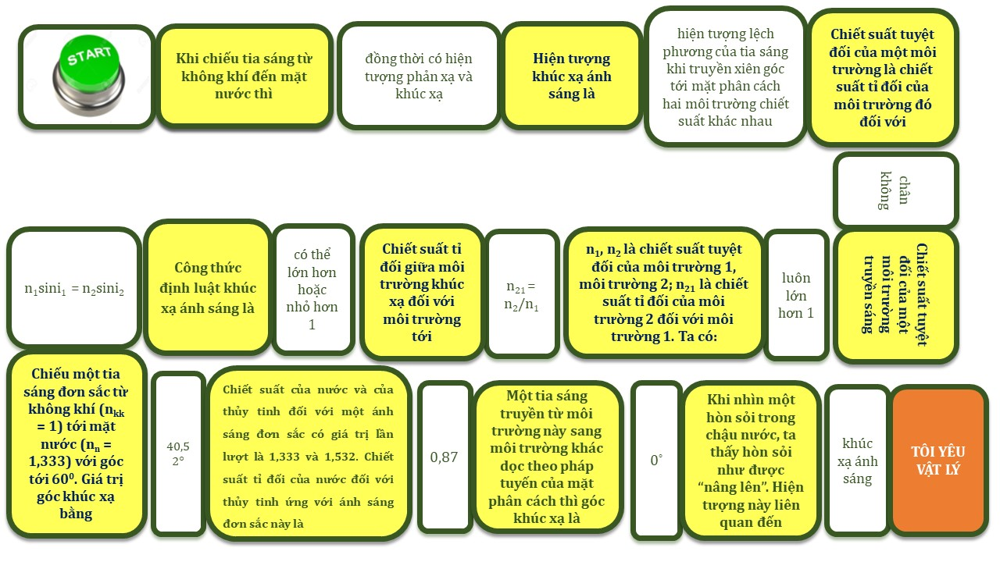 START
Khi chiếu tia sáng từ
không khí đến mặt
nước thì
đồng thời có hiện
tượng phản xạ và
khúc xạ
Hiện tượng
khúc xạ ánh
sáng là
hiện tượng lệch
phương của tia sáng
khi truyền xiên góc
tới mặt phân cách
hai môi trường chiết
suất khác nhau
Chiết suất tuyệt
đối của một môi
trường là chiết
suất tỉ đối của
môi trường đó
đối với
chân
không
Chiết suất tuyệt
đối của một
môi trường
truyền sáng
luôn
lớn
hơn 1
n₁, n₂ là chiết suất tuyệt
đối của môi trường 1,
môi trường 2; n₂₁ là chiết
suất tỉ đối của môi
trường 2 đối với môi
trường 1. Ta có:
n₂₁ =
n₂/n₁
Chiết suất tỉ
đối giữa môi
trường khúc
xạ đối với
môi trường
tới
có thể
lớn hơn
hoặc
nhỏ hơn
1
Công thức
định luật khúc
xạ ánh sáng là
n₁sini₁ = n₂sini₂
Chiếu một tia
sáng đơn sắc từ
không khí (nₖₖ
= 1) tới mặt
nước (nₙ =
1,333) với góc
tới 60⁰. Giá trị
góc khúc xạ
bằng
40,5
2°
Chiết suất của nước và của
thủy tinh đối với một ánh
sáng đơn sắc có giá trị lần
lượt là 1,333 và 1,532. Chiết
suất tỉ đối của nước đối với
thủy tinh ứng với ánh sáng
đơn sắc này là
0,87
Một tia sáng
truyền từ môi
trường này sang
môi trường khác
dọc theo pháp
tuyến của mặt
phân cách thì góc
khúc xạ là
0°
Khi nhìn một
hòn sỏi trong
chậu nước, ta
thấy hòn sỏi
như được
“nâng lên”. Hiện
tượng này liên
quan đến
khúc
xạ ánh
sáng
TÔI YÊU
VẬT LÝ